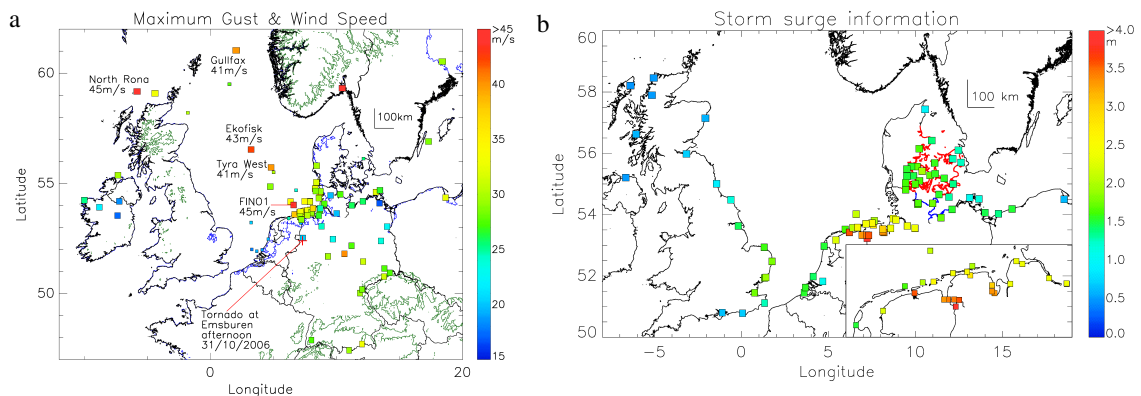 a
Maximum Gust & Wind Speed
>45
m/s
Gullfax
41m/s
North Rona
45m/s
Ekofisk
43m/s
Tyra West
41m/s
FINO1
45m/s
100km
Tornado at
Emsburen
afternoon
31/10/2006
Latitude
60
55
50
0
10
20
Longitude
40
35
30
25
20
15
b
Storm surge information
>4.0
m
100 km
Latitude
60
58
56
54
52
50
−5
0
5
10
15
Longitude
3.5
3.0
2.5
2.0
1.5
1.0
0.5
0.0